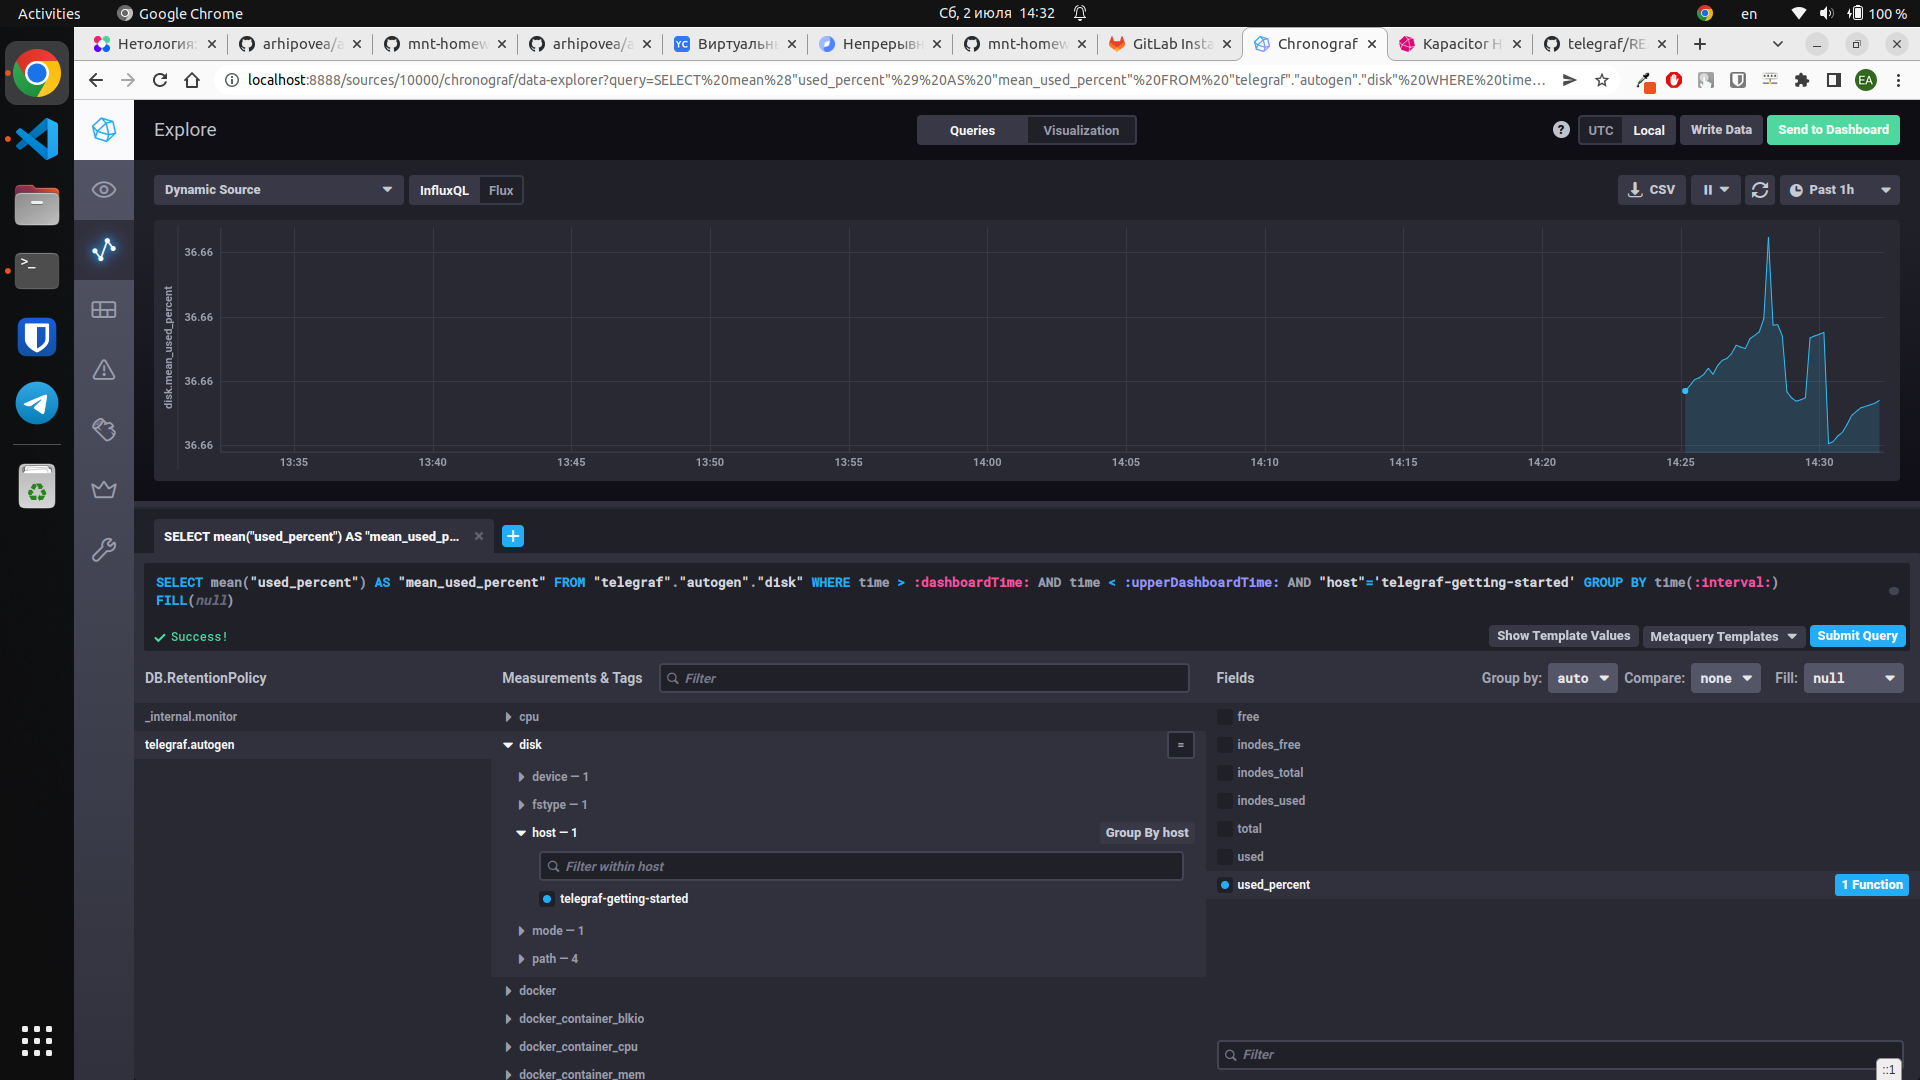 Activities
Google Chrome
Сб, 2 июля 14:32
en
100 %
Нетология:
arhipovea/a
mnt-homew
arhipovea/a
YC Виртуальн
Непрерывн
mnt-homew
GitLab Insta
Chronograf
Kapacitor H
telegraf/RE
localhost:8888/sources/10000/chronograf/data-explorer?query=SELECT%20mean%28"used_percent"%29%20AS%20"mean_used_percent"%20FROM%20"telegraf"."autogen"."disk"%20WHERE%20time...
EA
Explore
Queries
Visualization
?
UTC
Local
Write Data
Send to Dashboard
Dynamic Source
InfluxQL
Flux
CSV
Past 1h
disk.mean_used_percent
36.66
36.66
36.66
36.66
13:35
13:40
13:45
13:50
13:55
14:00
14:05
14:10
14:15
14:20
14:25
14:30
SELECT mean("used_percent") AS "mean_used_p...
SELECT mean("used_percent") AS "mean_used_percent" FROM "telegraf"."autogen"."disk" WHERE time > :dashboardTime: AND time < :upperDashboardTime: AND "host"='telegraf-getting-started' GROUP BY time(:interval:)
FILL(null)
Success!
Show Template Values
Metaquery Templates
Submit Query
DB.RetentionPolicy
Measurements & Tags
Filter
Fields
Group by:
auto
Compare:
none
Fill:
null
_internal.monitor
telegraf.autogen
cpu
disk
=
device — 1
fstype — 1
host — 1
Group By host
Filter within host
telegraf-getting-started
mode — 1
path — 4
docker
docker_container_blkio
docker_container_cpu
docker_container_mem
free
inodes_free
inodes_total
inodes_used
total
used
used_percent
1 Function
Filter
::1